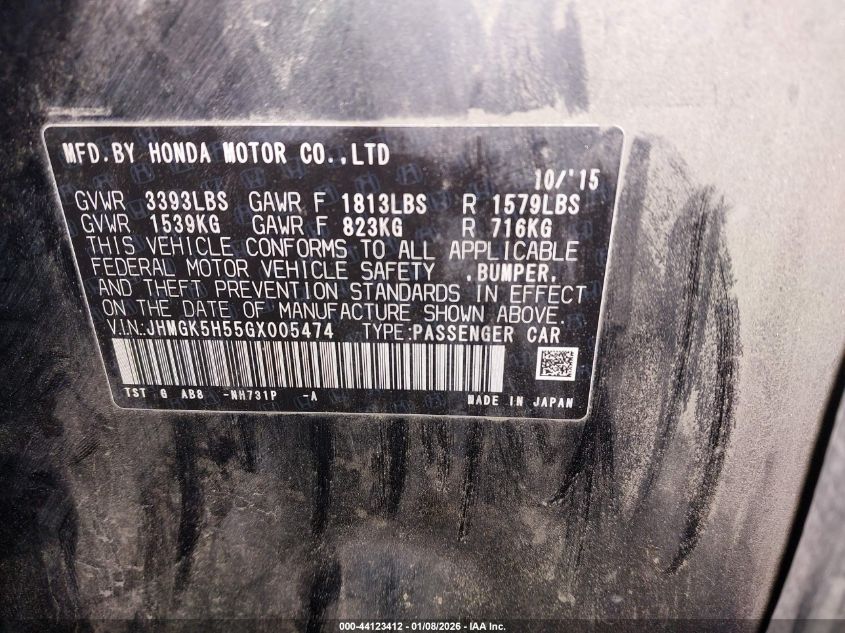 MFD.BY HONDA MOTOR CO.,LTD
10/'15
GVWR 3393LBS GAWR F 1813LBS R 1579LBS
GVWR 1539KG GAWR F 823KG R 716KG
THIS VEHICLE CONFORMS TO ALL APPLICABLE
FEDERAL MOTOR VEHICLE SAFETY ,BUMPER,
AND THEFT PREVENTION STANDARDS IN EFFECT
ON THE DATE OF MANUFACTURE SHOWN ABOVE.
V.I.N.:JHMGK5H55GX005474 TYPE:PASSENGER CAR
TST G AB8 -NH731P -A MADE IN JAPAN
000-44123412 - 01/08/2026 - IAA Inc.